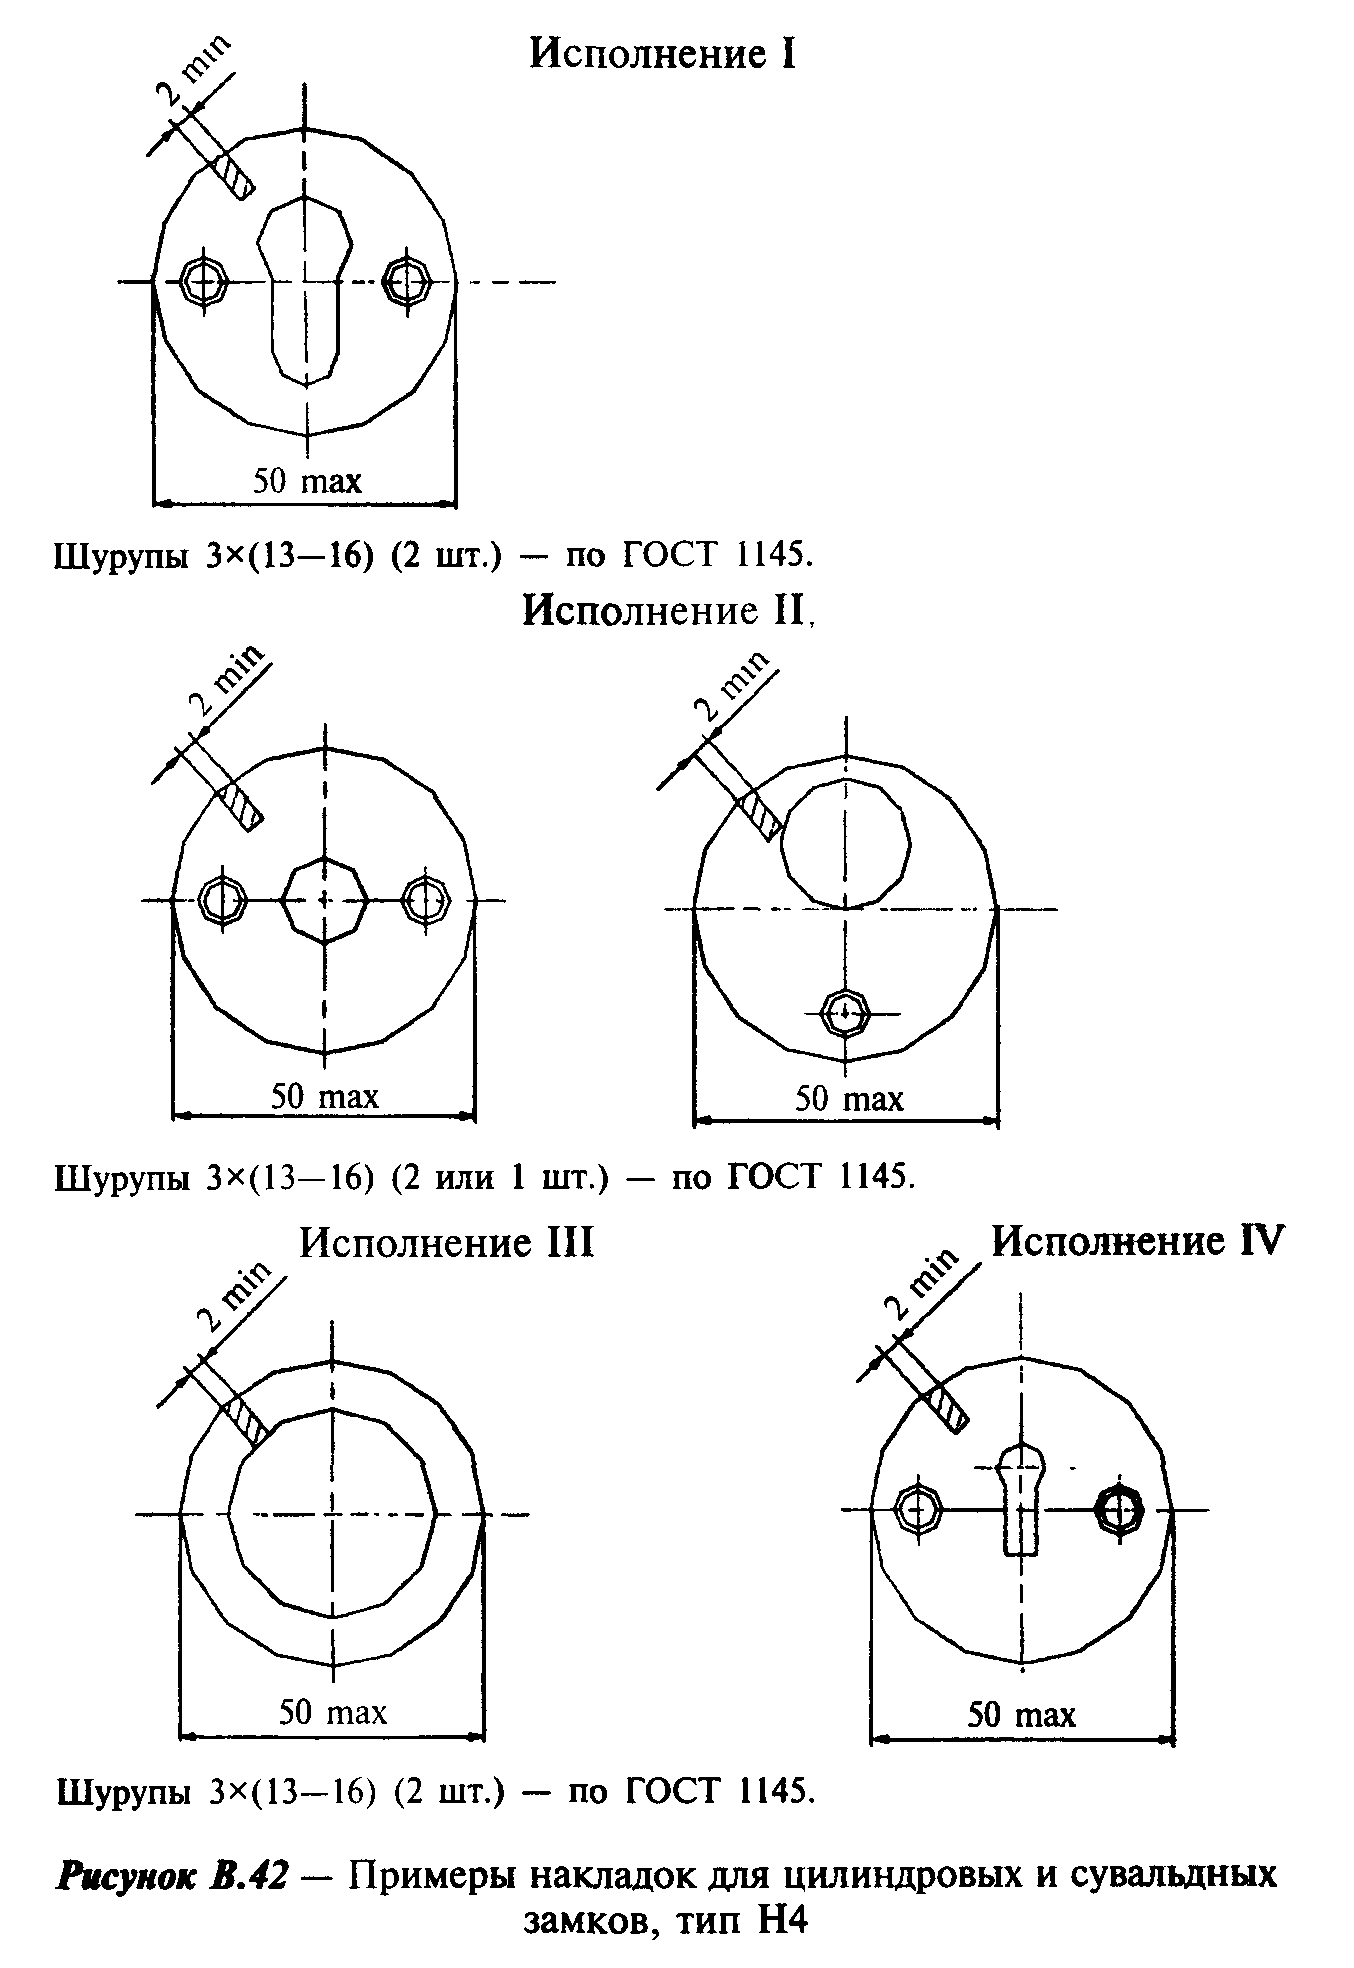 Исполнение I
2 min
50 max
Шурупы 3×(13—16) (2 шт.) — по ГОСТ 1145.
Исполнение II,
2 min
2 min
50 max
50 max
Шурупы 3×(13—16) (2 или 1 шт.) — по ГОСТ 1145.
Исполнение III
Исполнение IV
2 min
2 min
50 max
50 max
Шурупы 3×(13—16) (2 шт.) — по ГОСТ 1145.
Рисунок В.42 — Примеры накладок для цилиндровых и сувальдных
замков, тип Н4